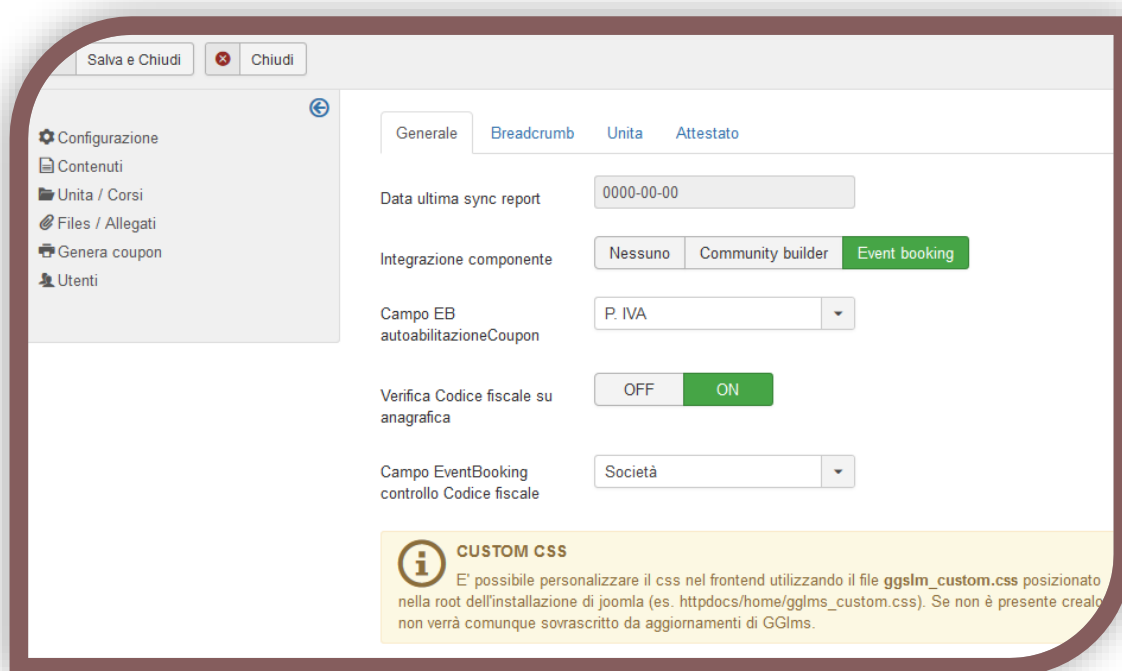 Salva e Chiudi Chiudi
Configurazione
Contenuti
Unita / Corsi
Files / Allegati
Genera coupon
Utenti
Generale Breadcrumb Unita Attestato
Data ultima sync report 0000-00-00
Integrazione componente Nessuno Community builder Event booking
Campo EB P. IVA
autoabilitazioneCoupon
Verifica Codice fiscale su OFF ON
anagrafica
Campo EventBooking Società
controllo Codice fiscale
CUSTOM CSS
E' possibile personalizzare il css nel frontend utilizzando il file ggslm_custom.css posizionato
nella root dell'installazione di joomla (es. httpdocs/home/gglms_custom.css). Se non è presente crealo
non verrà comunque sovrascritto da aggiornamenti di GGlms.